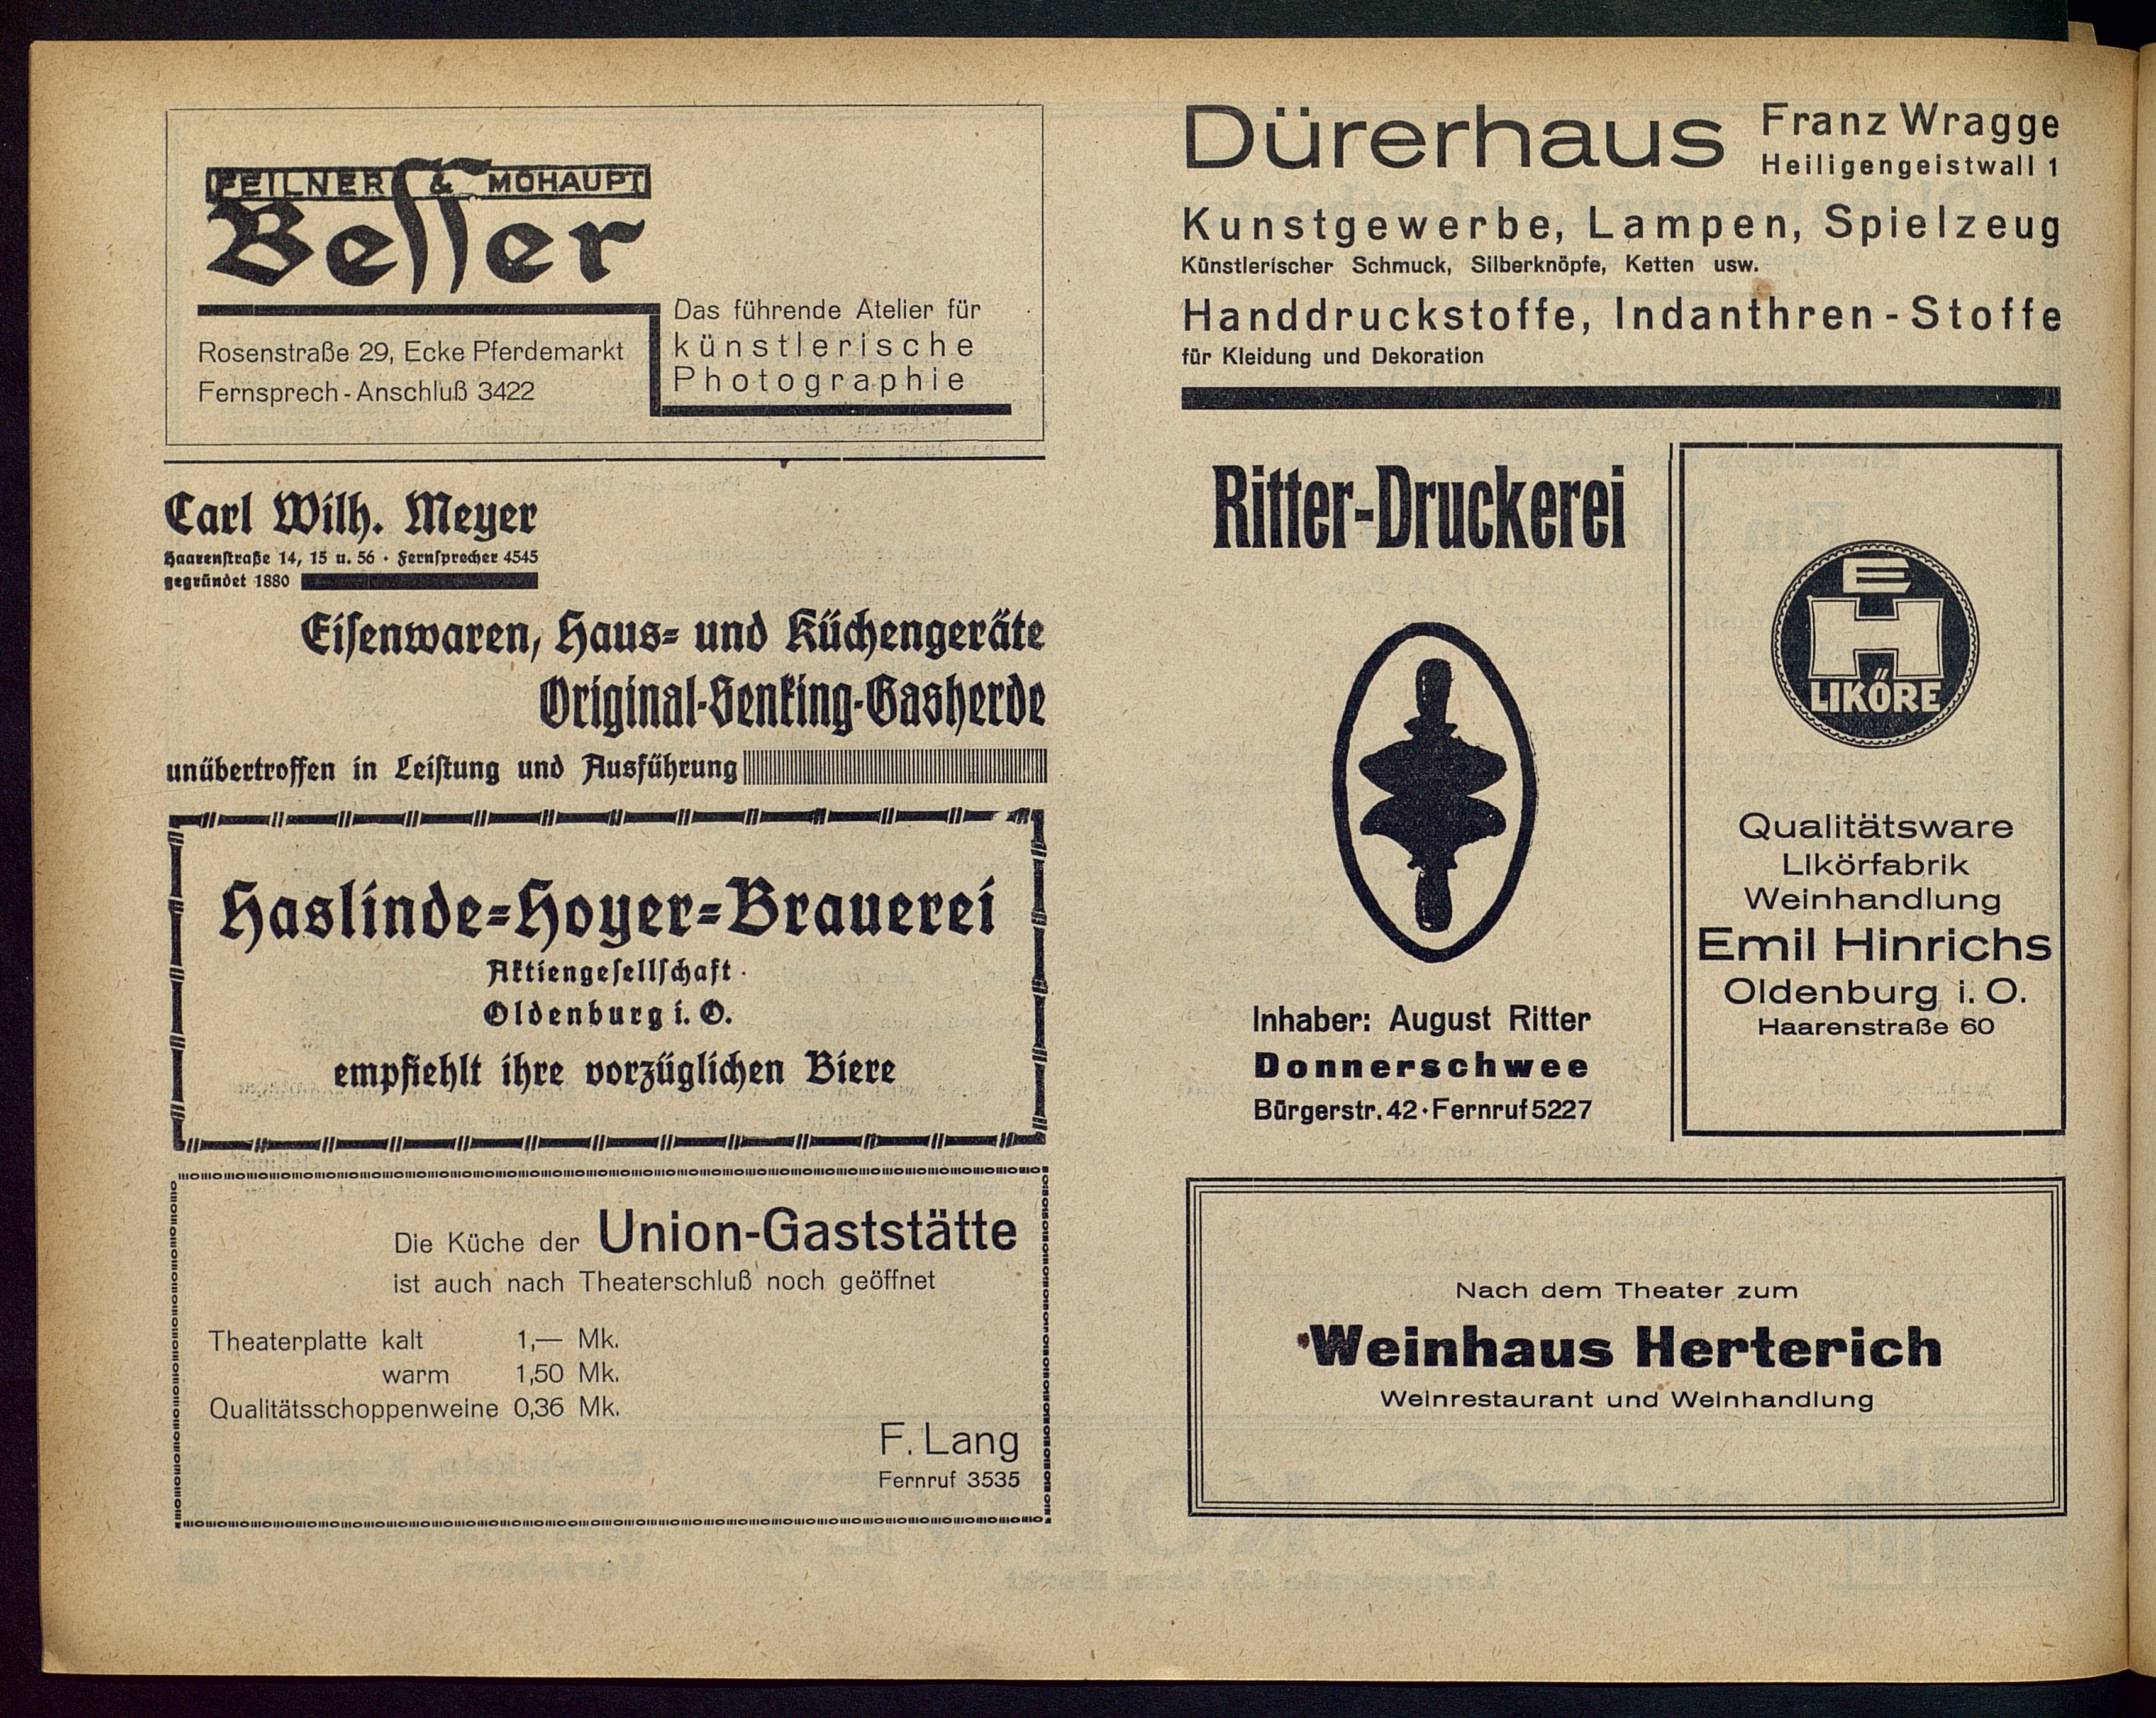 FEILNER & MOHAUPT
Besser
Rosenstraße 29, Ecke Pferdemarkt
Fernsprech-Anschluß 3422
Das führende Atelier für
künstlerische
Photographie
Carl Wilh. Meyer
Haarenstraße 14, 15 u. 56 · Fernsprecher 4545
gegründet 1880
Eisenwaren, Haus- und Küchengeräte
Original-Senking-Gasherde
unübertroffen in Leistung und Ausführung
Haslinde-Hoyer-Brauerei
Aktiengesellschaft
Oldenburg i. O.
empfiehlt ihre vorzüglichen Biere
Die Küche der Union-Gaststätte
ist auch nach Theaterschluß noch geöffnet
Theaterplatte kalt 1,— Mk.
warm 1,50 Mk.
Qualitätsschoppenweine 0,36 Mk.
F. Lang
Fernruf 3535
Dürerhaus Franz Wragge
Heiligengeistwall 1
Kunstgewerbe, Lampen, Spielzeug
Künstlerischer Schmuck, Silberknöpfe, Ketten usw.
Handdruckstoffe, Indanthren-Stoffe
für Kleidung und Dekoration
Ritter-Druckerei
Inhaber: August Ritter
Donnerschwee
Bürgerstr. 42 · Fernruf 5227
E
H
LIKÖRE
Qualitätsware
Likörfabrik
Weinhandlung
Emil Hinrichs
Oldenburg i. O.
Haarenstraße 60
Nach dem Theater zum
Weinhaus Herterich
Weinrestaurant und Weinhandlung